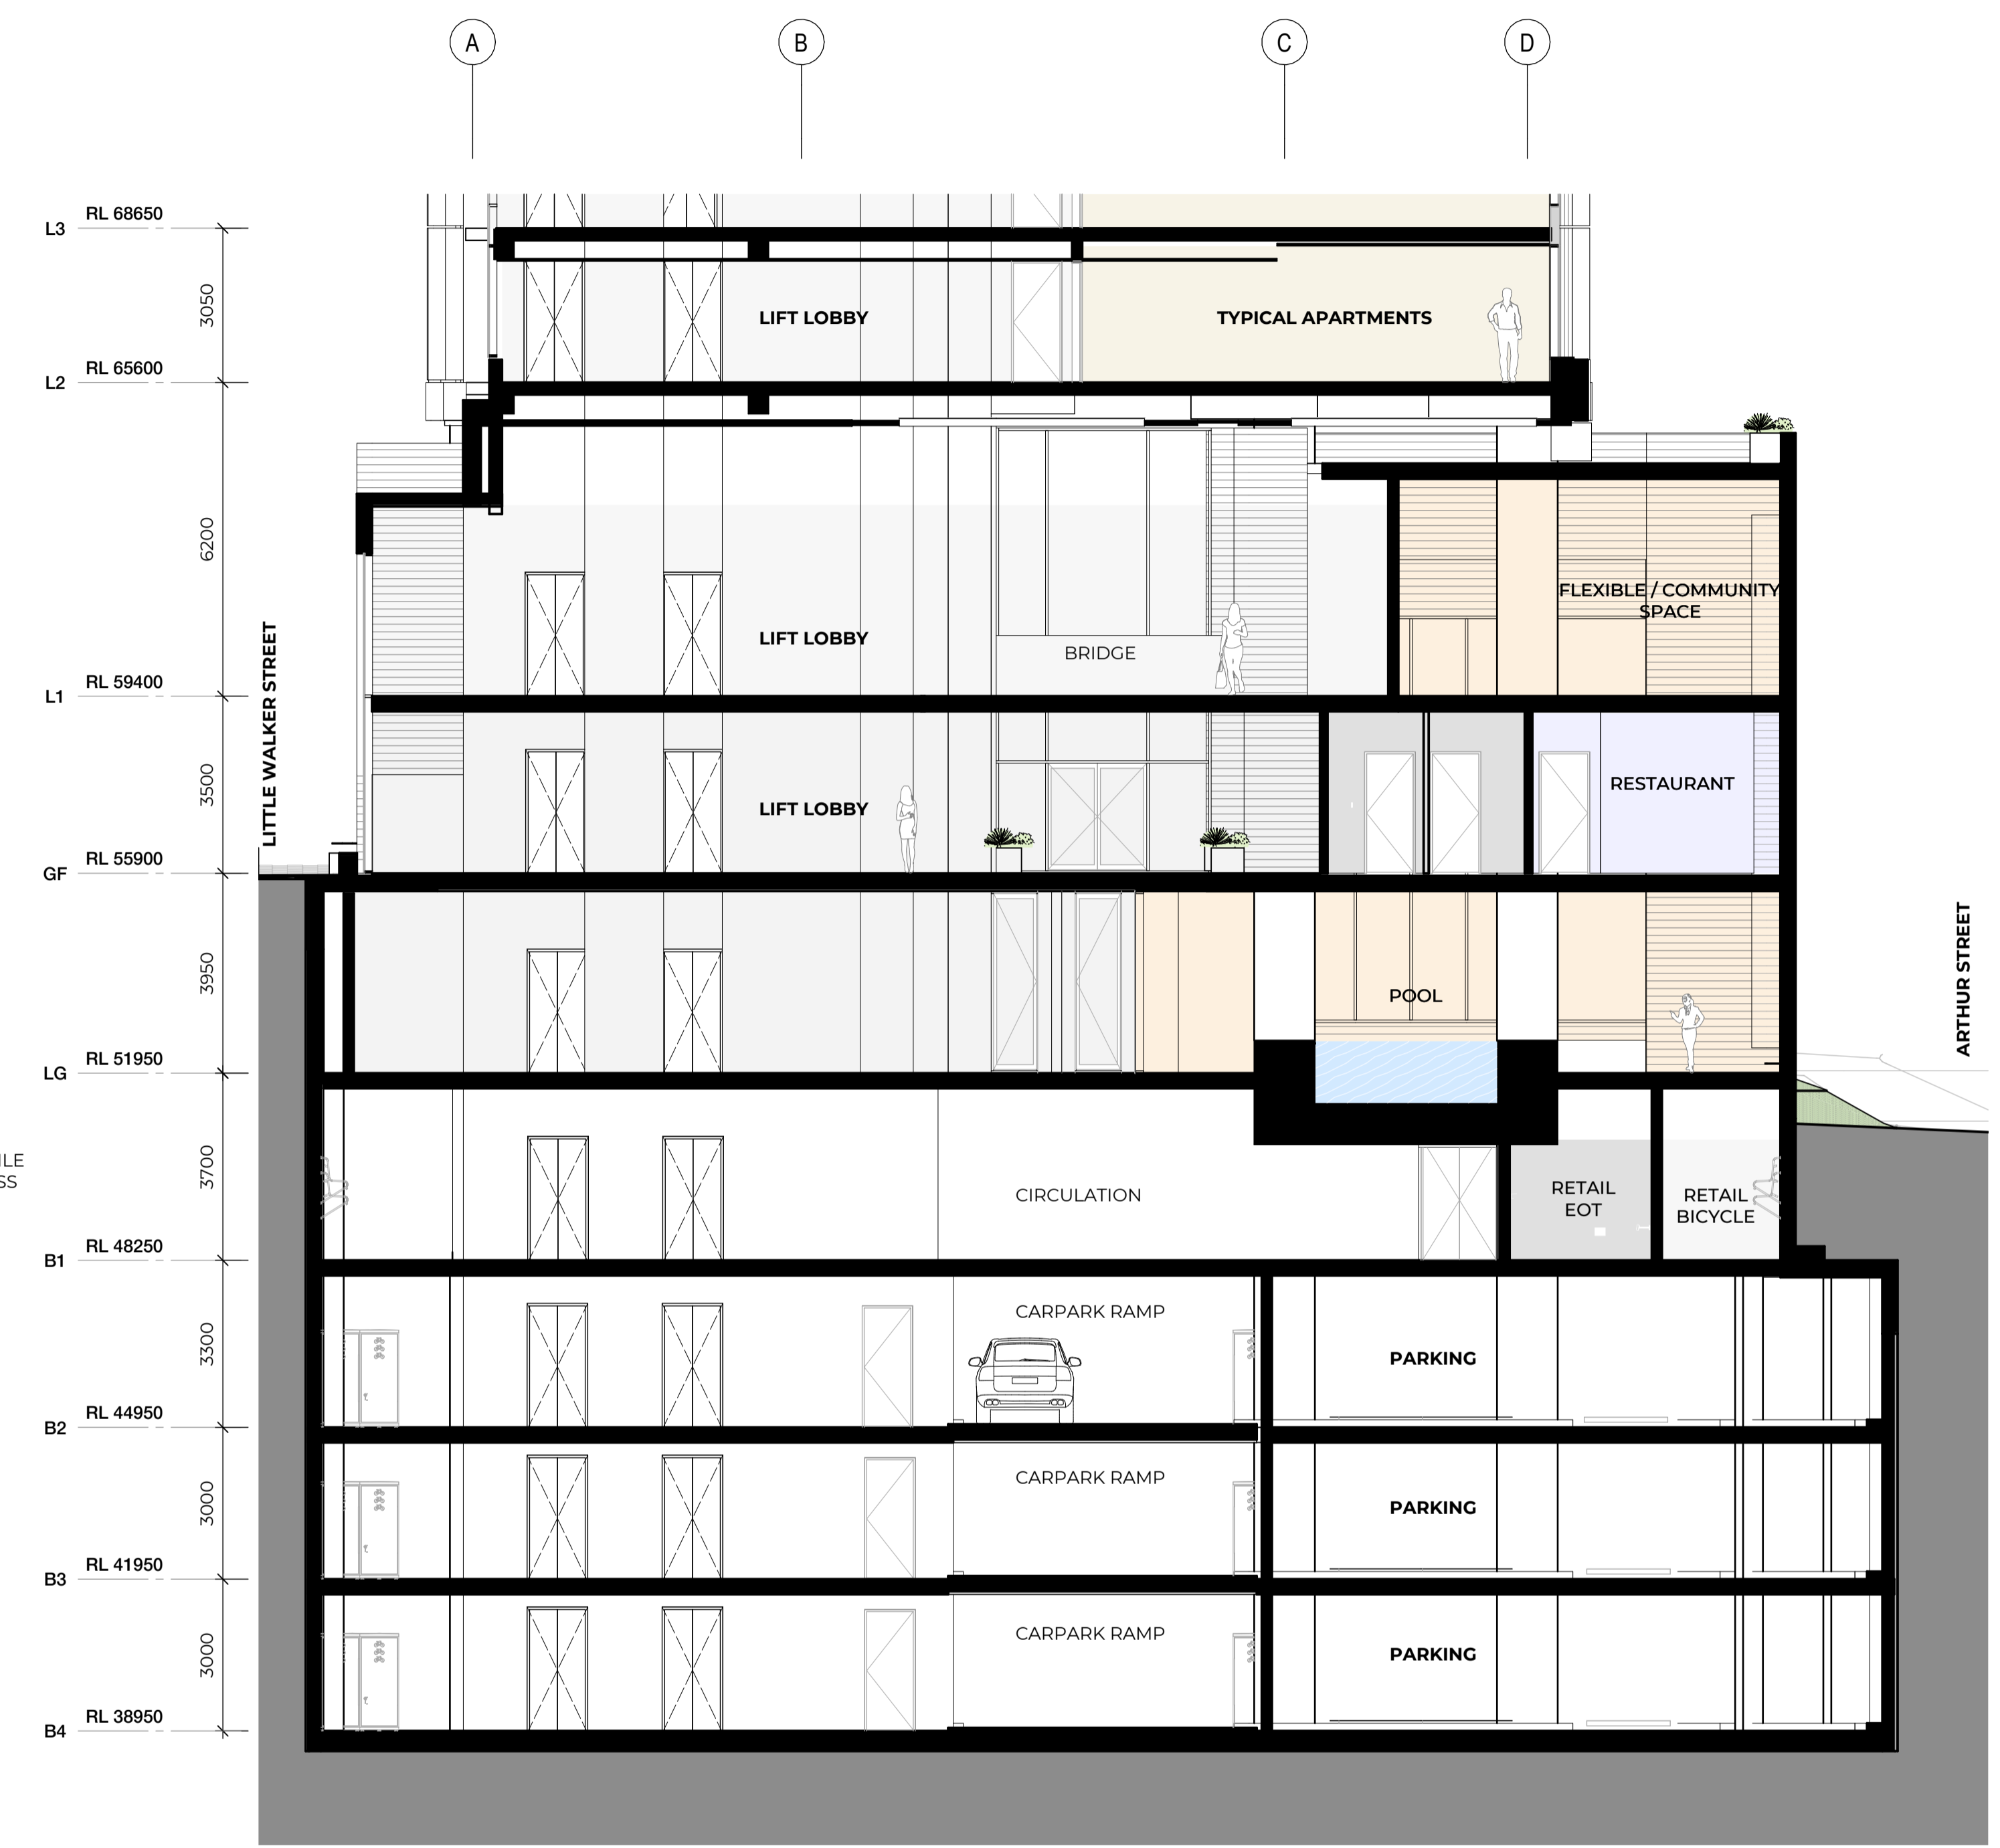 A
B
C
D
L3
RL 68650
3050
LIFT LOBBY
TYPICAL APARTMENTS
L2
RL 65600
6200
FLEXIBLE / COMMUNITY
SPACE
LIFT LOBBY
BRIDGE
L1
RL 59400
LITTLE WALKER STREET
3500
LIFT LOBBY
RESTAURANT
GF
RL 55900
3950
POOL
ARTHUR STREET
LG
RL 51950
3700
CIRCULATION
RETAIL
EOT
RETAIL
BICYCLE
B1
RL 48250
3300
CARPARK RAMP
PARKING
B2
RL 44950
3000
CARPARK RAMP
PARKING
B3
RL 41950
3000
CARPARK RAMP
PARKING
B4
RL 38950